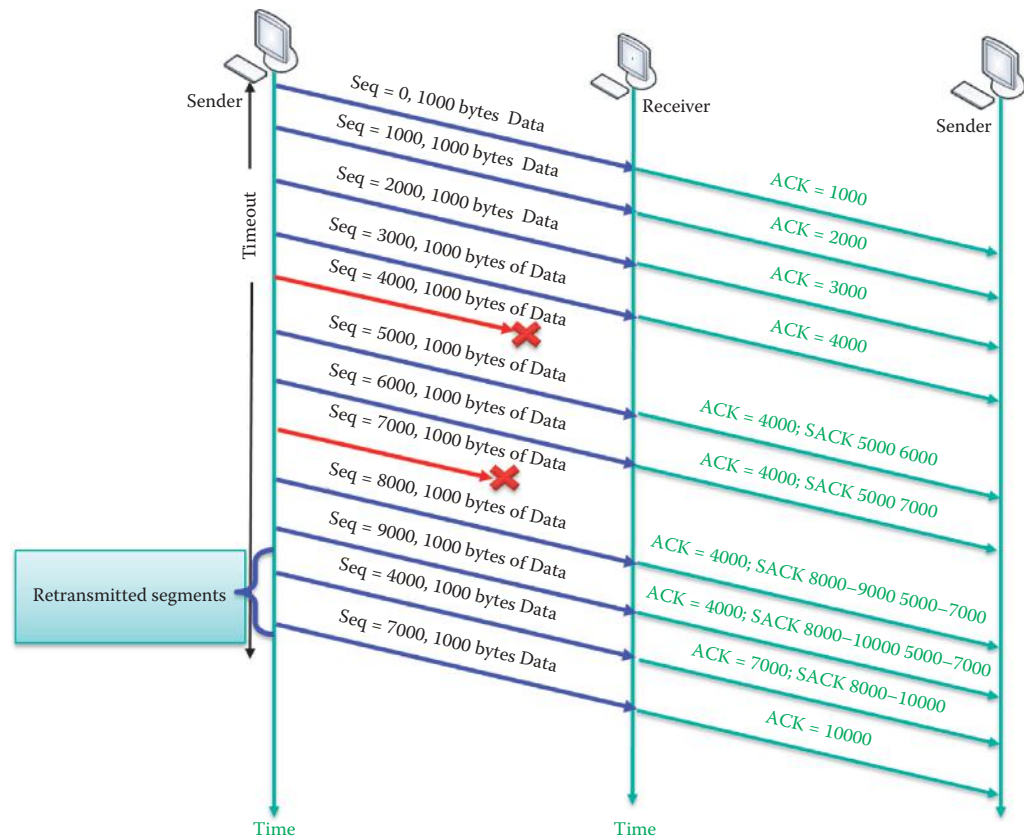 Sender
Receiver
Sender
Timeout
Seq = 0, 1000 bytes Data
Seq = 1000, 1000 bytes Data
Seq = 2000, 1000 bytes Data
Seq = 3000, 1000 bytes of Data
Seq = 4000, 1000 bytes of Data
Seq = 5000, 1000 bytes of Data
Seq = 6000, 1000 bytes of Data
Seq = 7000, 1000 bytes of Data
Seq = 8000, 1000 bytes of Data
Seq = 9000, 1000 bytes of Data
Seq = 4000, 1000 bytes Data
Seq = 7000, 1000 bytes Data
Retransmitted segments
ACK = 1000
ACK = 2000
ACK = 3000
ACK = 4000
ACK = 4000; SACK 5000 6000
ACK = 4000; SACK 5000 7000
ACK = 4000; SACK 8000–9000 5000–7000
ACK = 4000; SACK 8000–10000 5000–7000
ACK = 7000; SACK 8000–10000
ACK = 10000
Time
Time